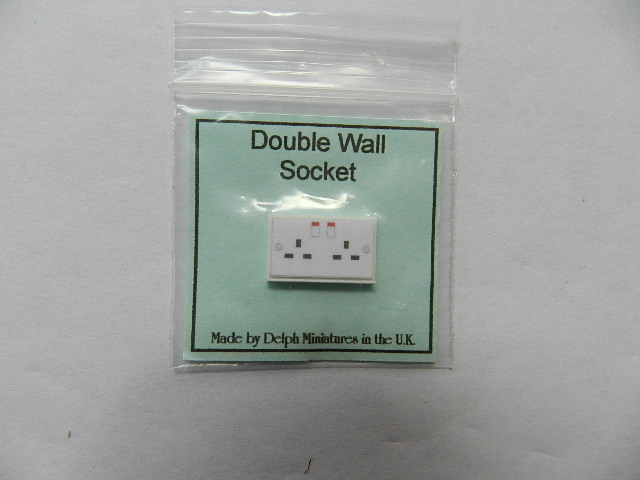 Double Wall
Socket
Made by Delph Miniatures in the U.K.